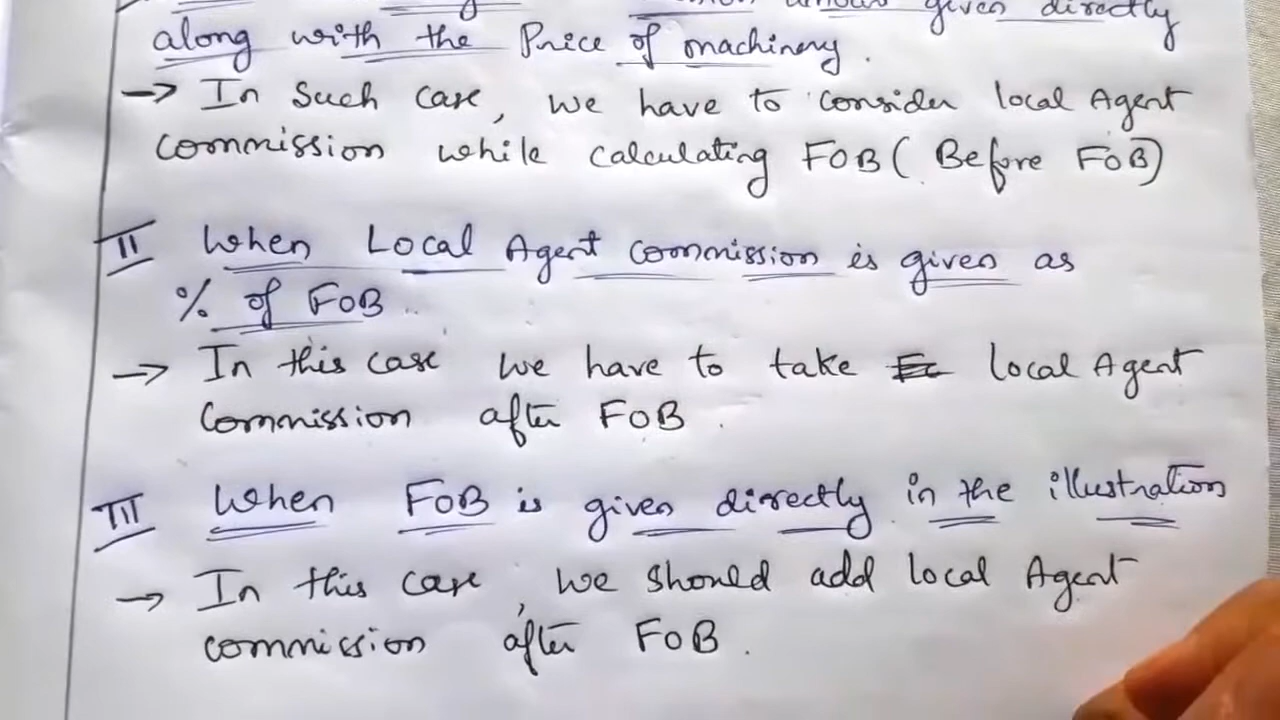 given directly
along with the Price of machinery.
→ In Such case, we have to consider local Agent
commission while calculating FOB ( Before FOB)
II When Local Agent commission is given as
% of FOB ..
→ In this case we have to take local Agent
Commission after FOB .
III When FOB is given directly in the illustration
→ In this case, we should add local Agent
commission after FOB .